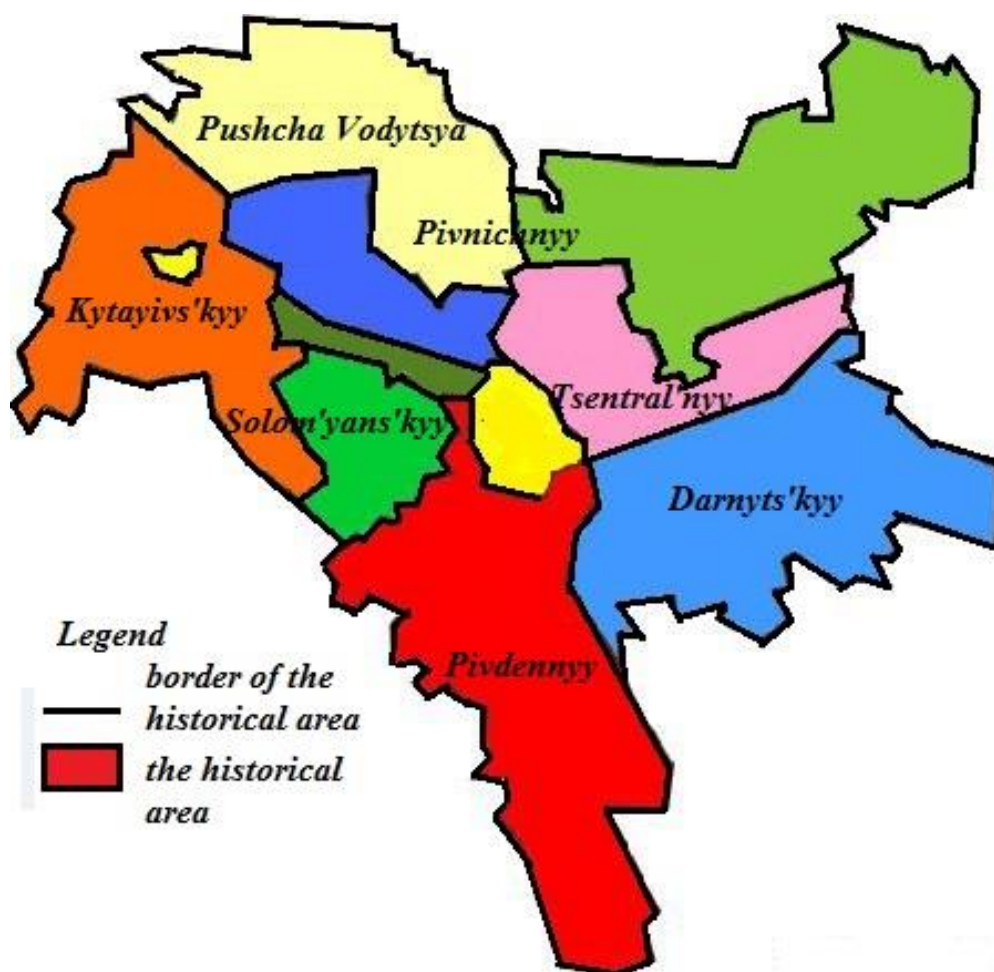 Pushcha Vodytsya
Pivnichnyy
Kytayivs'kyy
Tsentral'nyy
Solom'yans'kyy
Darnyts'kyy
Pivdennyy
Legend
border of the
historical area
the historical
area